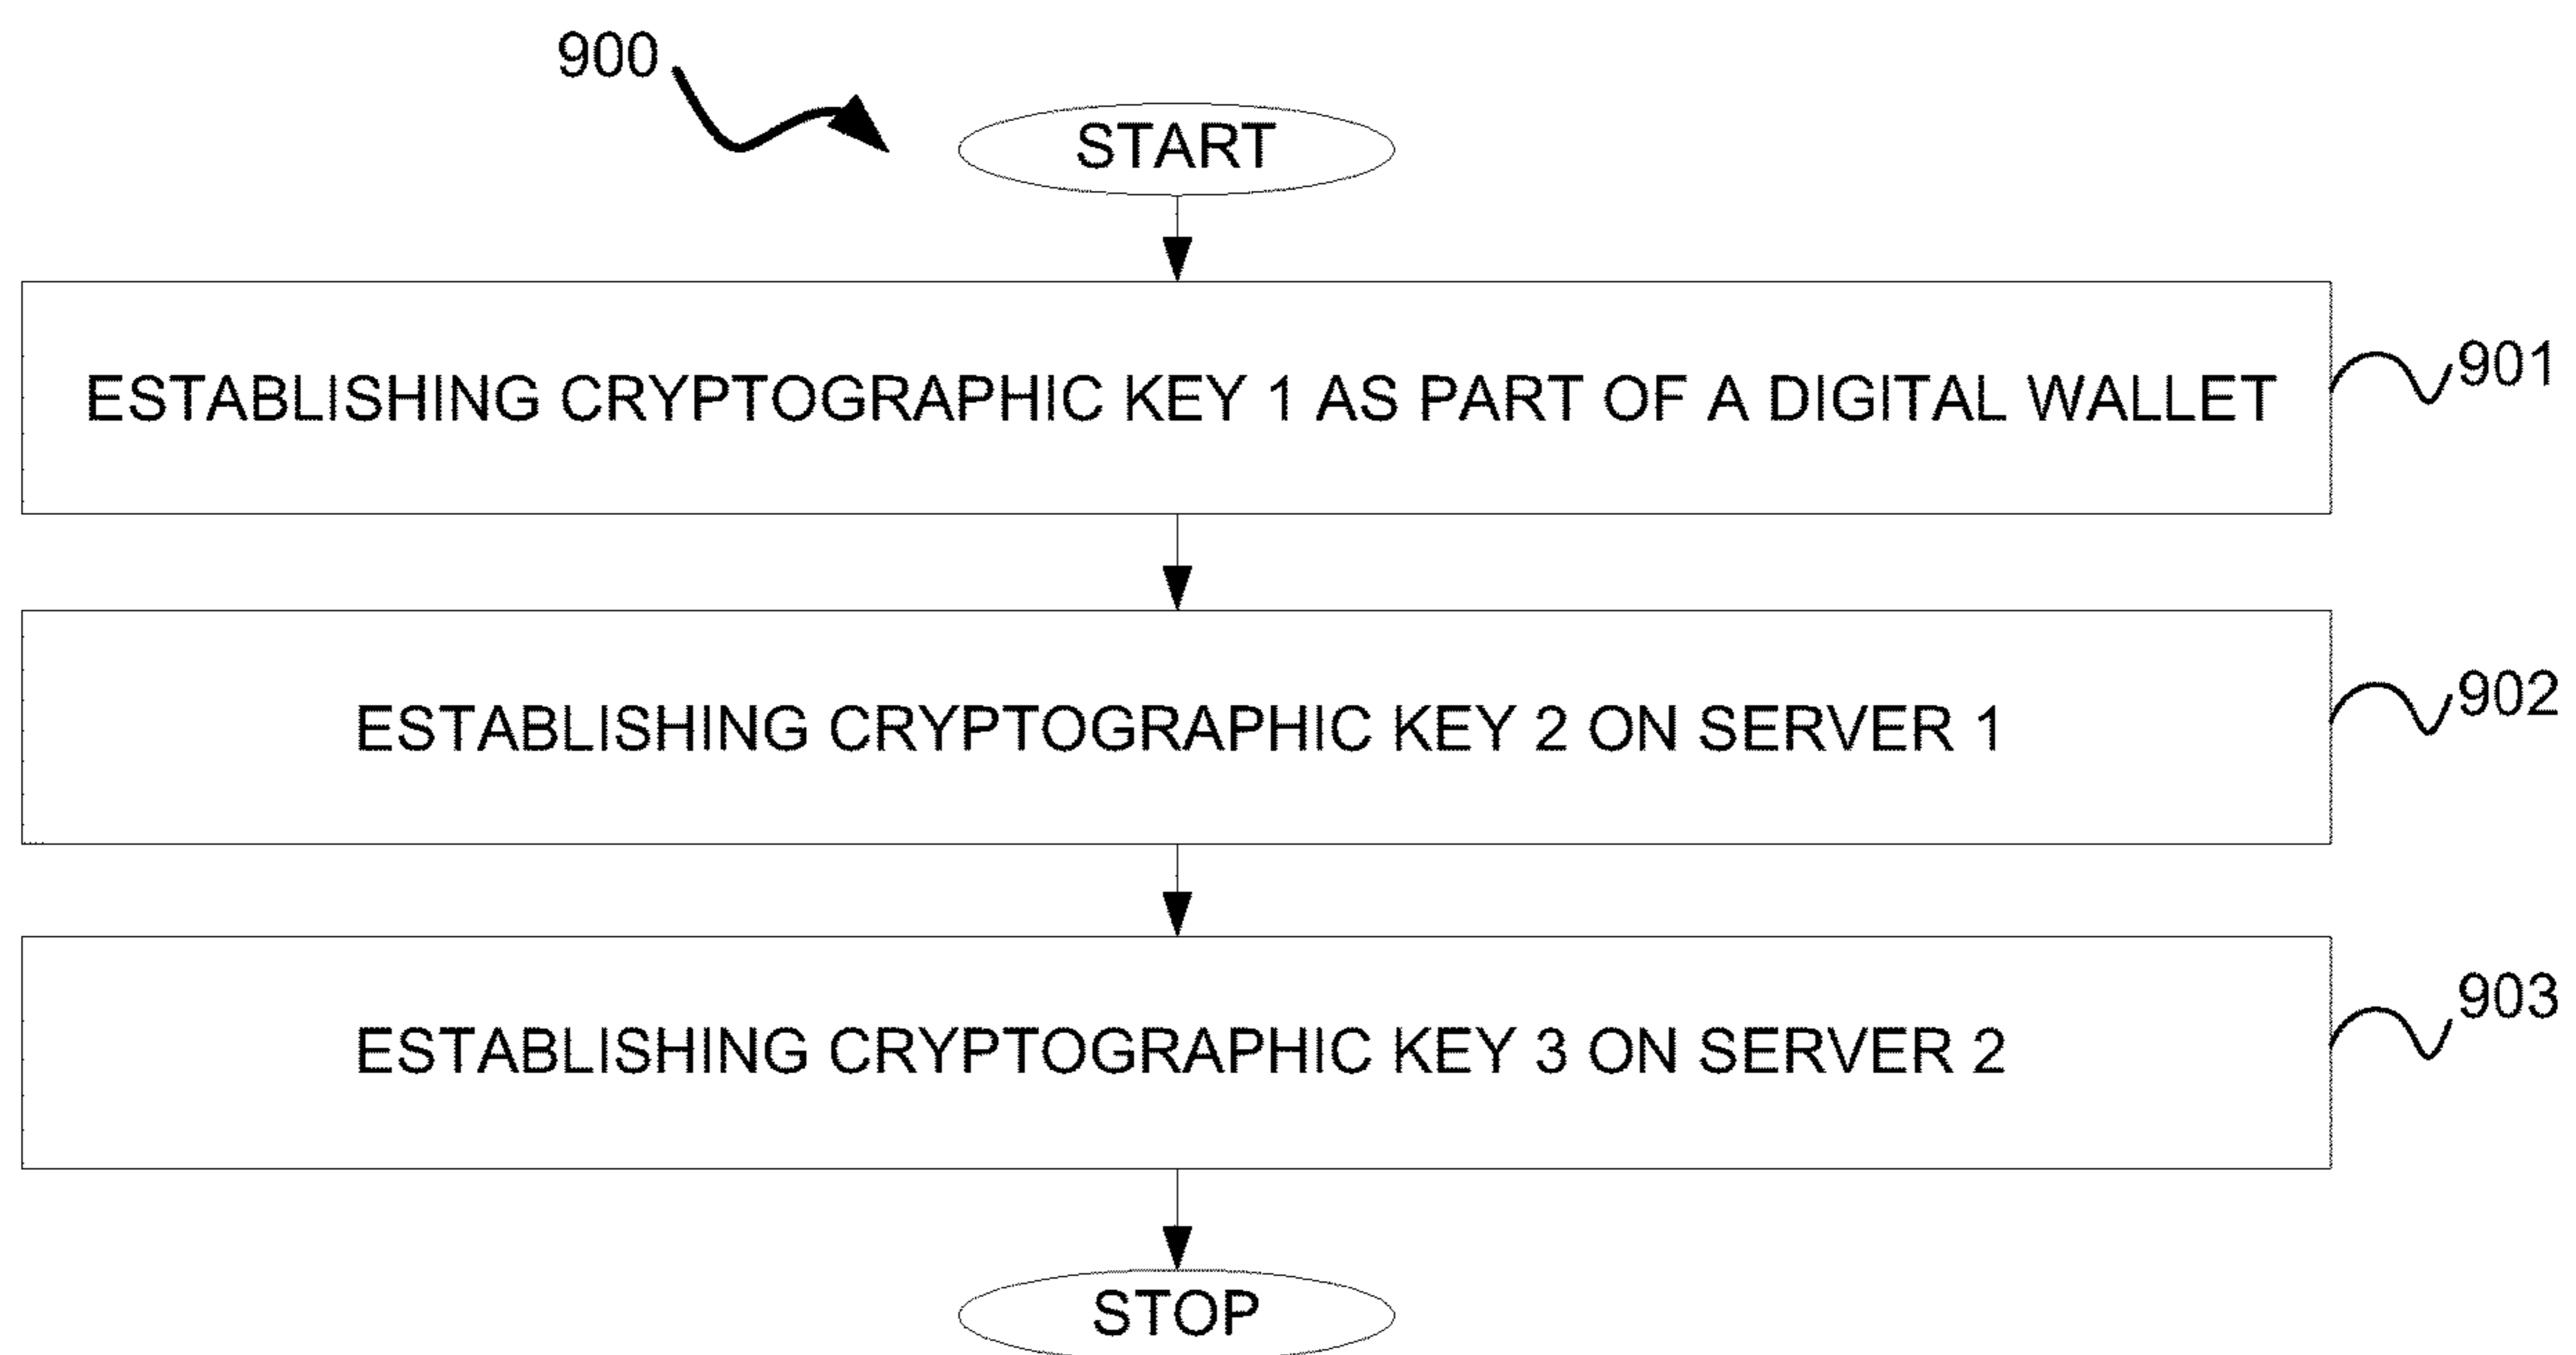 900
START
ESTABLISHING CRYPTOGRAPHIC KEY 1 AS PART OF A DIGITAL WALLET
901
ESTABLISHING CRYPTOGRAPHIC KEY 2 ON SERVER 1
902
ESTABLISHING CRYPTOGRAPHIC KEY 3 ON SERVER 2
903
STOP